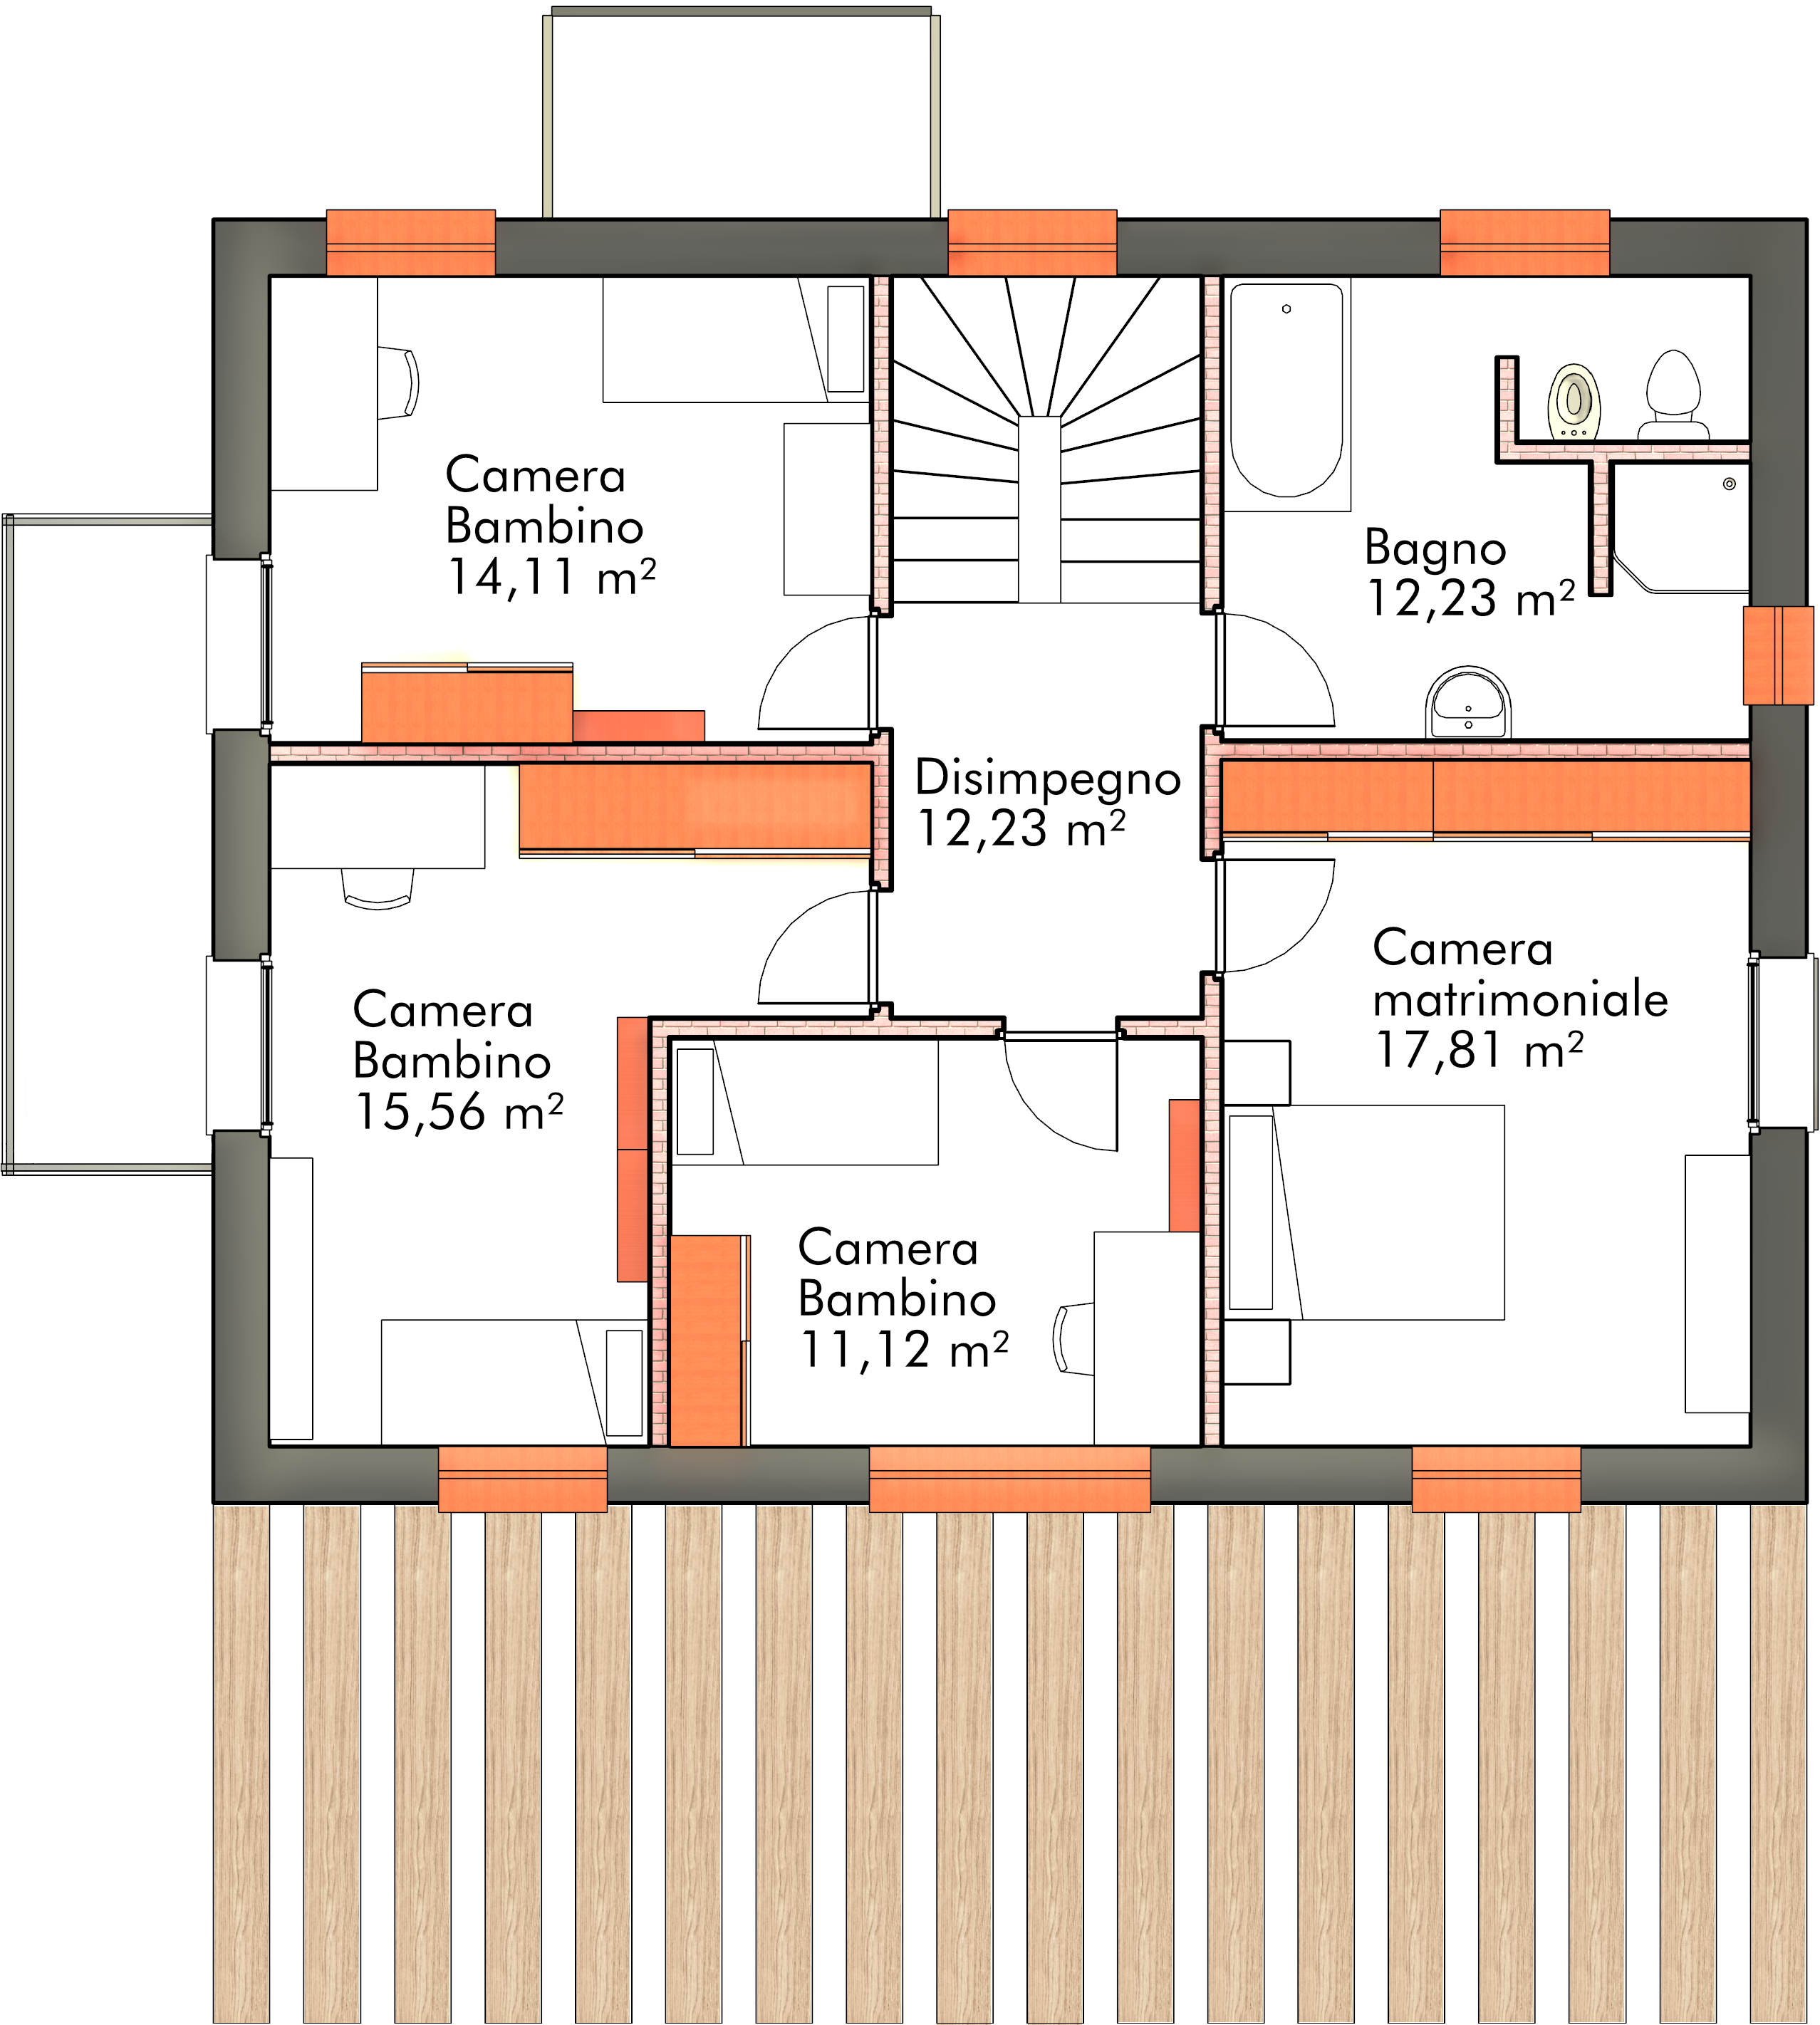 Camera
Bambino
14,11 m²
Bagno
12,23 m²
Disimpegno
12,23 m²
Camera
matrimoniale
17,81 m²
Camera
Bambino
15,56 m²
Camera
Bambino
11,12 m²